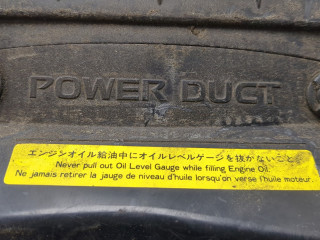 POWER DUCT
エンジンオイル給油中にオイルレベルゲージを抜かないこと。
Never pull out Oil Level Gauge while filling Engine Oil.
Ne jamais retirer la jauge de niveau d'huile lorsqu'on verse l'huile moteur.